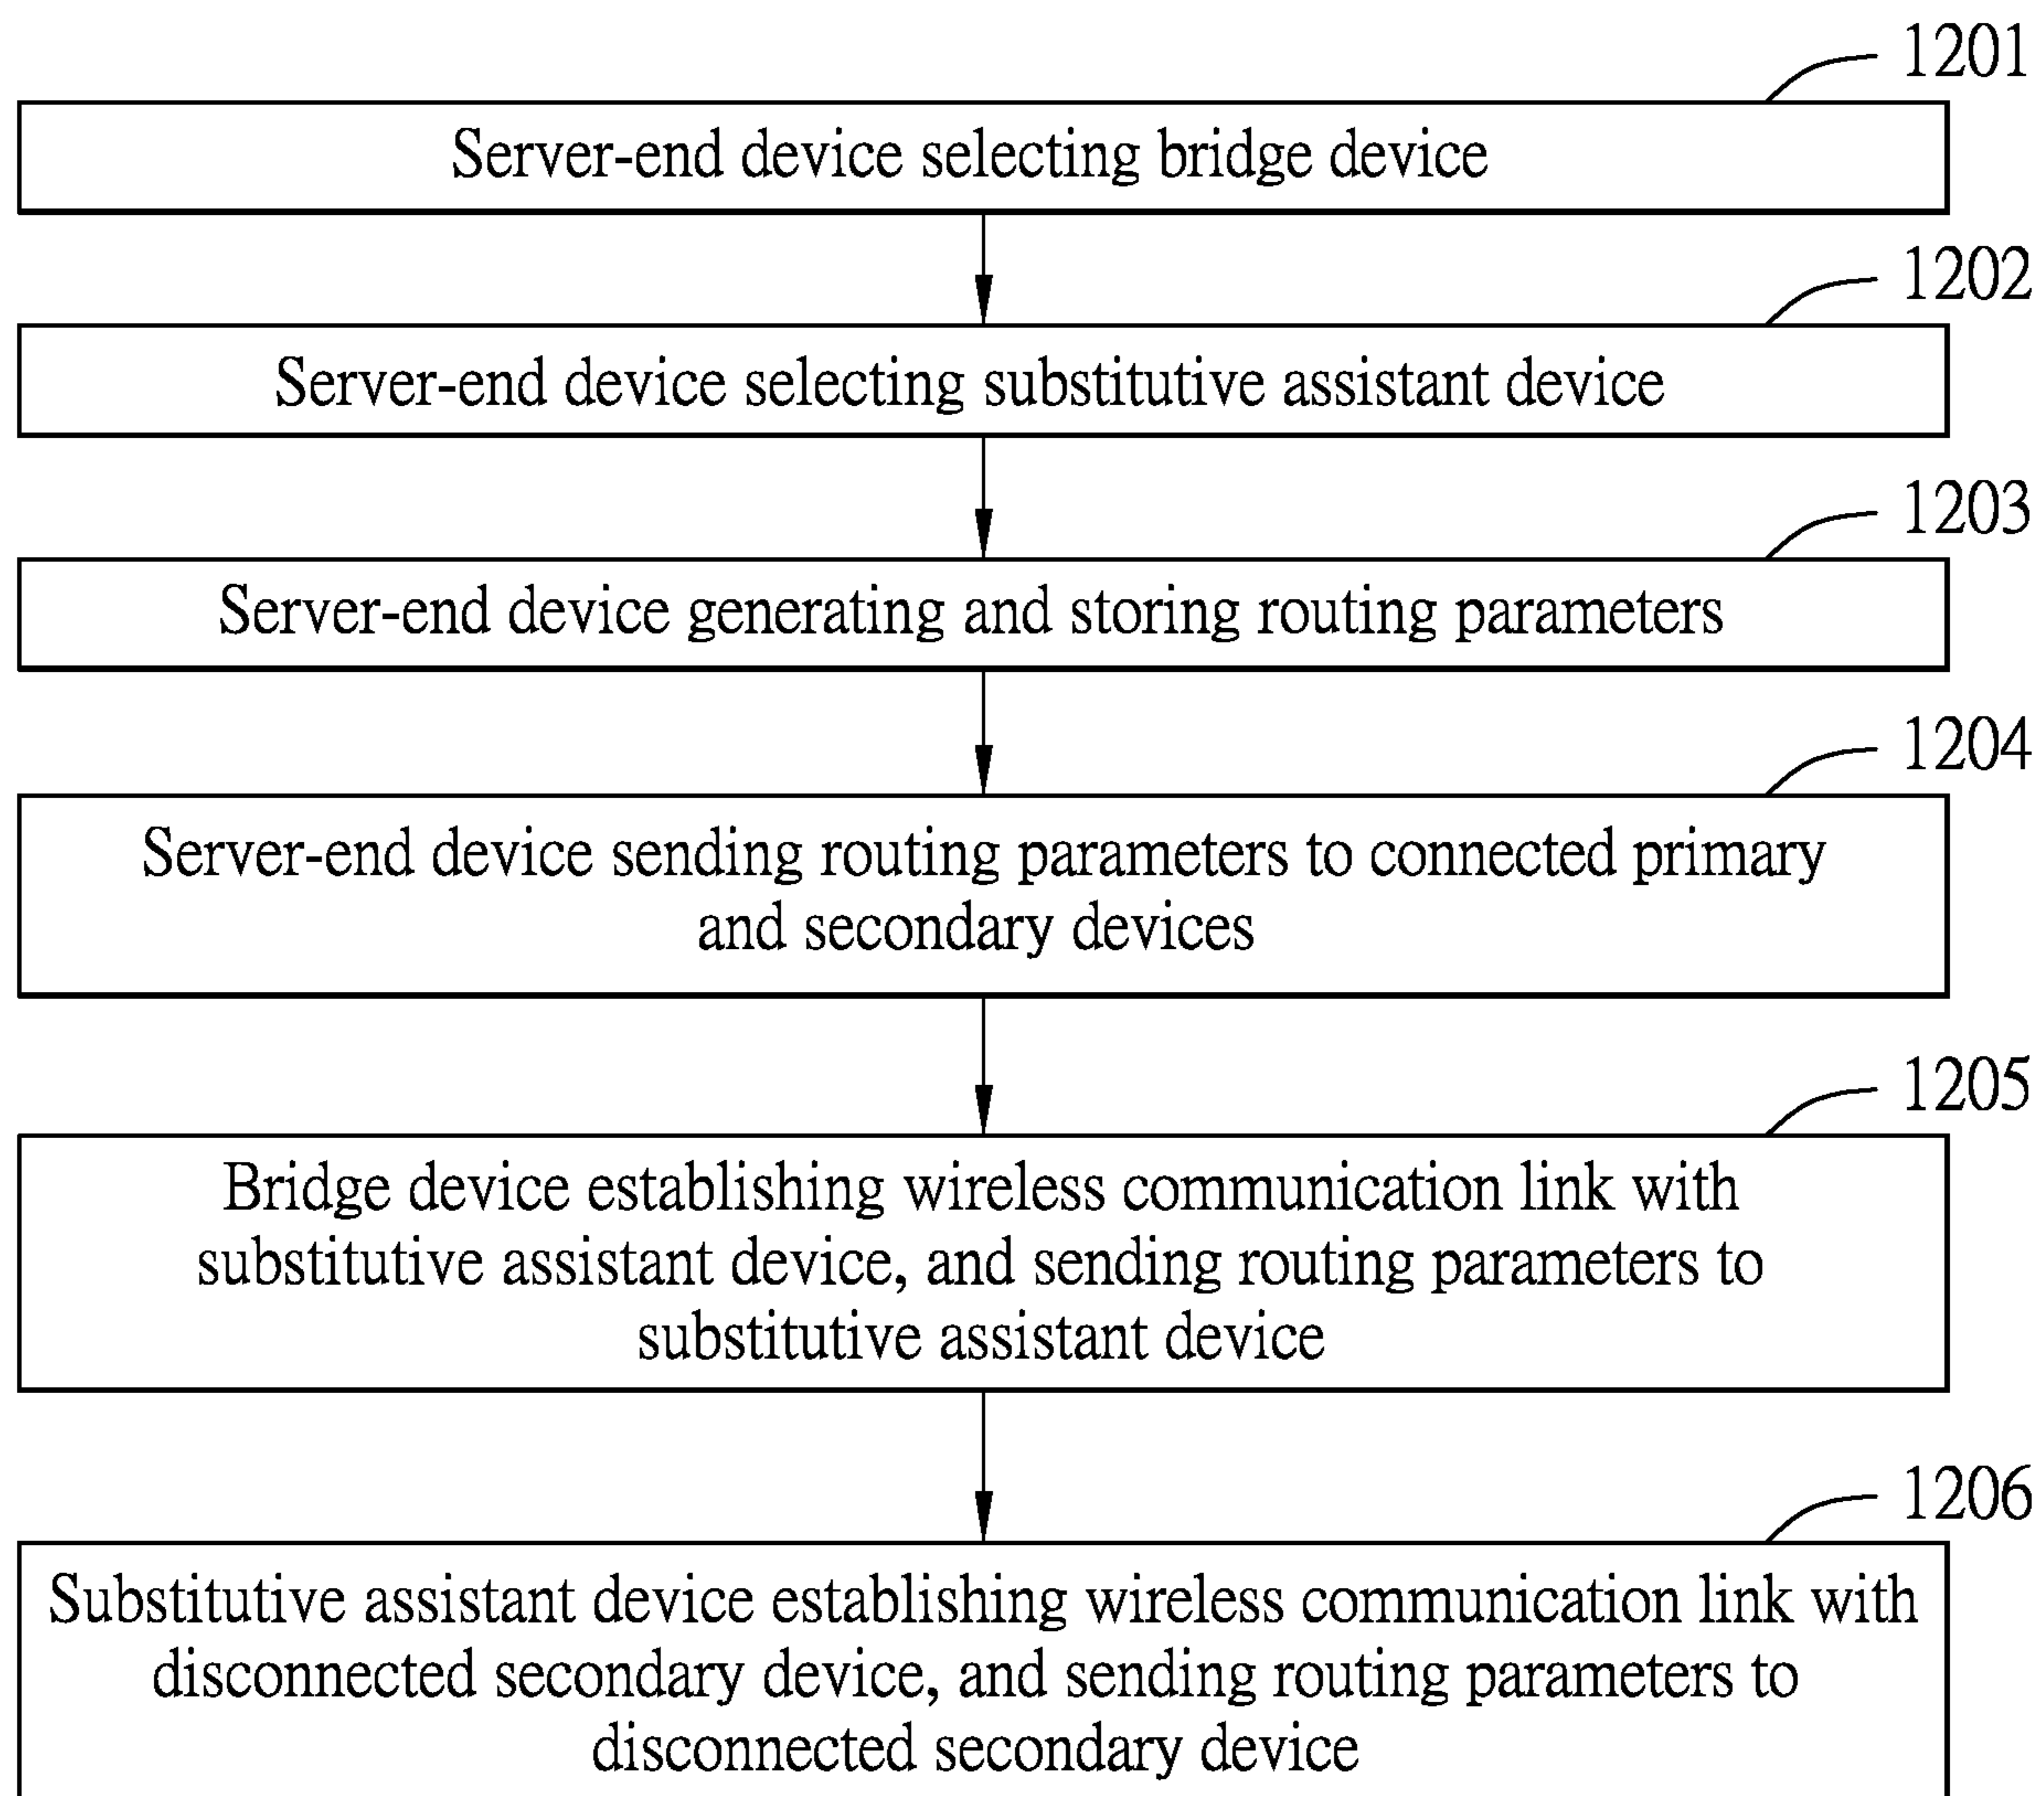 1201
Server-end device selecting bridge device
1202
Server-end device selecting substitutive assistant device
1203
Server-end device generating and storing routing parameters
1204
Server-end device sending routing parameters to connected primary
and secondary devices
1205
Bridge device establishing wireless communication link with
substitutive assistant device, and sending routing parameters to
substitutive assistant device
1206
Substitutive assistant device establishing wireless communication link with
disconnected secondary device, and sending routing parameters to
disconnected secondary device